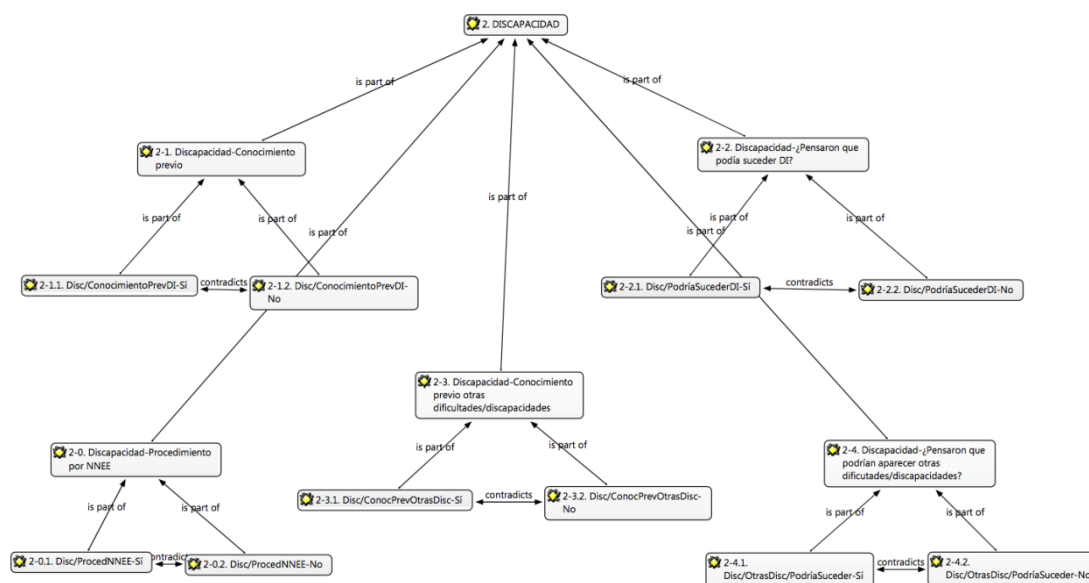 2. DISCAPACIDAD
is part of
is part of
2-1. Discapacidad-Conocimiento
previo
2-2. Discapacidad-¿Pensaron que
podía suceder DI?
is part of
is part of
is part of
is part of
is part of
is part of
is part of
2-1.1. Disc/ConocimientoPrevDI-Sí
contradicts
2-1.2. Disc/ConocimientoPrevDI-
No
2-2.1. Disc/PodríaSucederDI-Sí
contradicts
2-2.2. Disc/PodríaSucederDI-No
2-3. Discapacidad-Conocimiento
previo otras
dificultades/discapacidades
2-0. Discapacidad-Procedimiento
por NNEE
is part of
is part of
2-4. Discapacidad-¿Pensaron que
podrían aparecer otras
dificutades/discapacidades?
2-3.1. Disc/ConocPrevOtrasDisc-Sí
contradicts
2-3.2. Disc/ConocPrevOtrasDisc-
No
is part of
is part of
is part of
is part of
2-0.1. Disc/ProcedNNEE-Sí
contradicts
2-0.2. Disc/ProcedNNEE-No
2-4.1.
Disc/OtrasDisc/PodríaSuceder-Sí
contradicts
2-4.2.
Disc/OtrasDisc/PodríaSuceder-No